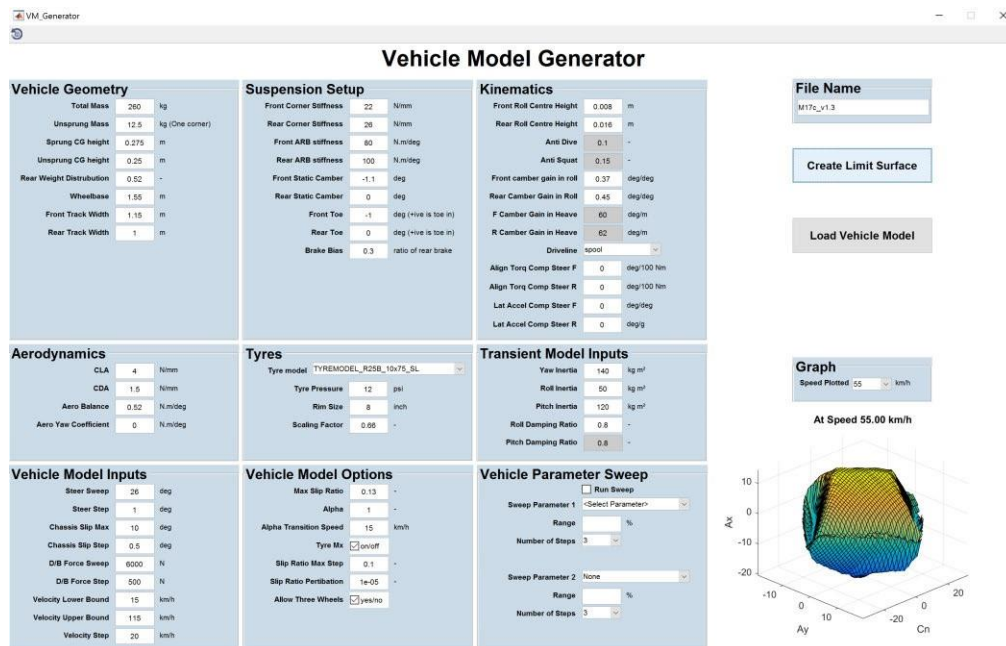 VM_Generator
Vehicle Model Generator
Vehicle Geometry
Total Mass 260 kg
Unsprung Mass 12.5 kg (One corner)
Sprung CG height 0.275 m
Unsprung CG height 0.25 m
Rear Weight Distrubution 0.52 -
Wheelbase 1.55 m
Front Track Width 1.15 m
Rear Track Width 1 m
Suspension Setup
Front Corner Stiffness 22 N/mm
Rear Corner Stiffness 26 N/mm
Front ARB stiffness 80 N.m/deg
Rear ARB stiffness 100 N.m/deg
Front Static Camber -1.1 deg
Rear Static Camber 0 deg
Front Toe -1 deg (+ive is toe in)
Rear Toe 0 deg (+ive is toe in)
Brake Bias 0.3 ratio of rear brake
Kinematics
Front Roll Centre Height 0.008 m
Rear Roll Centre Height 0.016 m
Anti Dive 0.1 -
Anti Squat 0.15 -
Front camber gain in roll 0.37 deg/deg
Rear Camber Gain in Roll 0.45 deg/deg
F Camber Gain in Heave 60 deg/m
R Camber Gain in Heave 62 deg/m
Driveline spool
Align Torq Comp Steer F 0 deg/100 Nm
Align Torq Comp Steer R 0 deg/100 Nm
Lat Accel Comp Steer F 0 deg/deg
Lat Accel Comp Steer R 0 deg/g
File Name
M17c_v1.3
Create Limit Surface
Load Vehicle Model
Aerodynamics
CLA 4 N/mm
CDA 1.5 N/mm
Aero Balance 0.52 N.m/deg
Aero Yaw Coefficient 0 N.m/deg
Tyres
Tyre model TYREMODEL_R25B_10x75_SL
Tyre Pressure 12 psi
Rim Size 8 inch
Scaling Factor 0.66 -
Transient Model Inputs
Yaw Inertia 140 kg m²
Roll Inertia 50 kg m²
Pitch Inertia 120 kg m²
Roll Damping Ratio 0.8 -
Pitch Damping Ratio 0.8 -
Graph
Speed Plotted 55 km/h
Vehicle Model Inputs
Steer Sweep 26 deg
Steer Step 1 deg
Chassis Slip Max 10 deg
Chassis Slip Step 0.5 deg
D/B Force Sweep 6000 N
D/B Force Step 500 N
Velocity Lower Bound 15 km/h
Velocity Upper Bound 115 km/h
Velocity Step 20 km/h
Vehicle Model Options
Max Slip Ratio 0.13 -
Alpha 1 -
Alpha Transition Speed 15 km/h
Tyre Mx on/off
Slip Ratio Max Step 0.1 -
Slip Ratio Pertibation 1e-05 -
Allow Three Wheels yes/no
Vehicle Parameter Sweep
Run Sweep
Sweep Parameter 1 <Select Parameter>
Range %
Number of Steps 3
Sweep Parameter 2 None
Range %
Number of Steps 3
At Speed 55.00 km/h
10
0
-10
-20
Ax
-10
0
10
Ay
20
0
-20
Cn